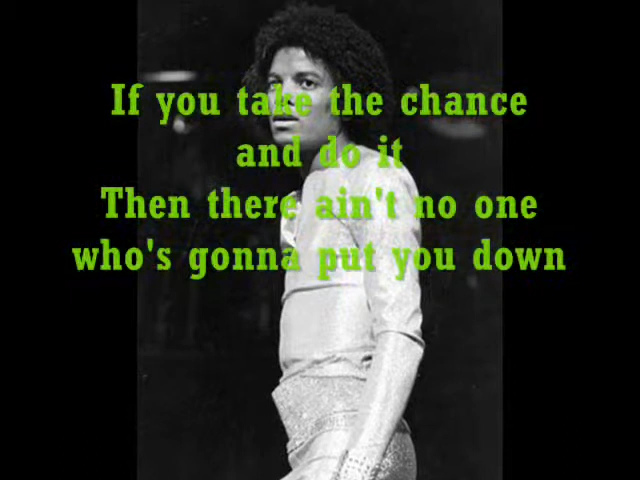 If you take the chance
and do it
Then there ain't no one
who's gonna put you down